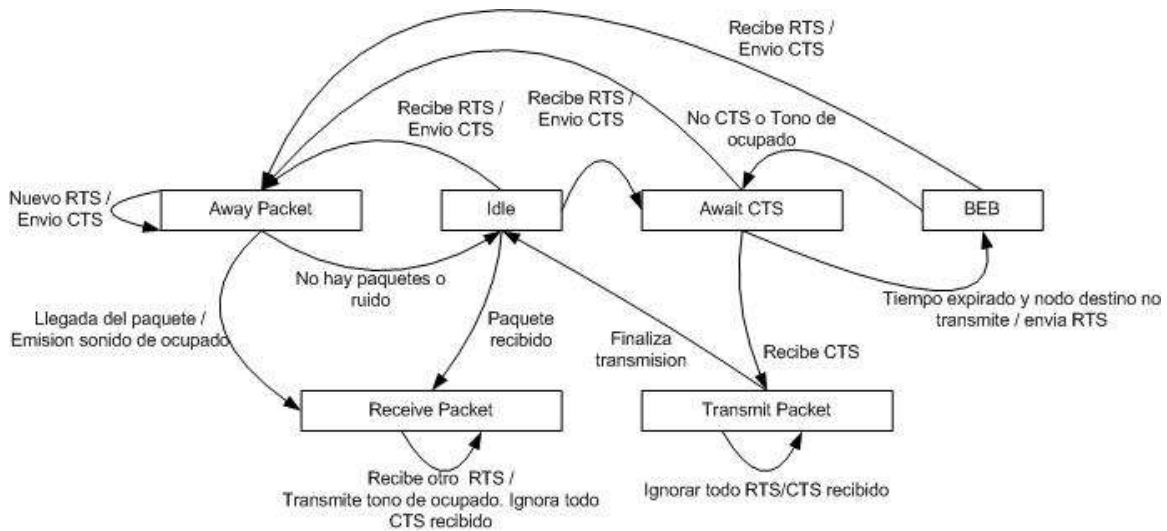 Recibe RTS /
Envio CTS
Recibe RTS /
Envio CTS
Recibe RTS /
Envio CTS
No CTS o Tono de
ocupado
Nuevo RTS /
Envio CTS
Away Packet
Idle
Await CTS
BEB
No hay paquetes o
ruido
Llegada del paquete /
Emision sonido de ocupado
Paquete
recibido
Finaliza
transmision
Recibe CTS
Tiempo expirado y nodo destino no
transmite / envia RTS
Receive Packet
Transmit Packet
Recibe otro RTS /
Transmite tono de ocupado. Ignora todo
CTS recibido
Ignorar todo RTS/CTS recibido